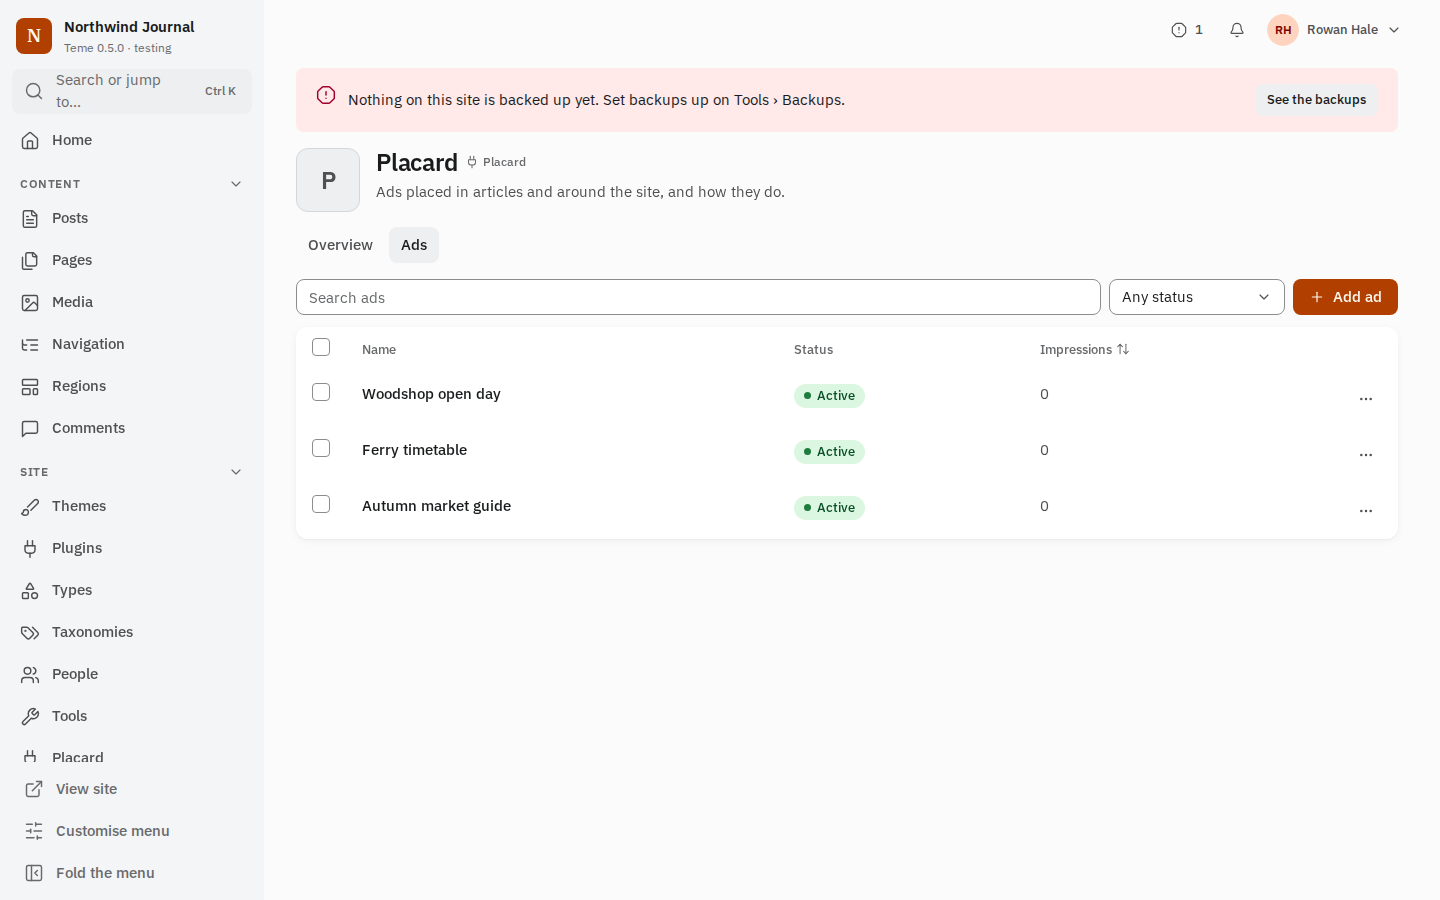 N
Northwind Journal
Teme 0.5.0 · testing
Search or jump to...
Ctrl K
Home
CONTENT
Posts
Pages
Media
Navigation
Regions
Comments
SITE
Themes
Plugins
Types
Taxonomies
People
Tools
Placard
View site
Customise menu
Fold the menu
1
RH
Rowan Hale
Nothing on this site is backed up yet. Set backups up on Tools › Backups.
See the backups
P
Placard
Placard
Ads placed in articles and around the site, and how they do.
Overview
Ads
Search ads
Any status
Add ad
Name
Status
Impressions
Woodshop open day
Active
0
Ferry timetable
Active
0
Autumn market guide
Active
0